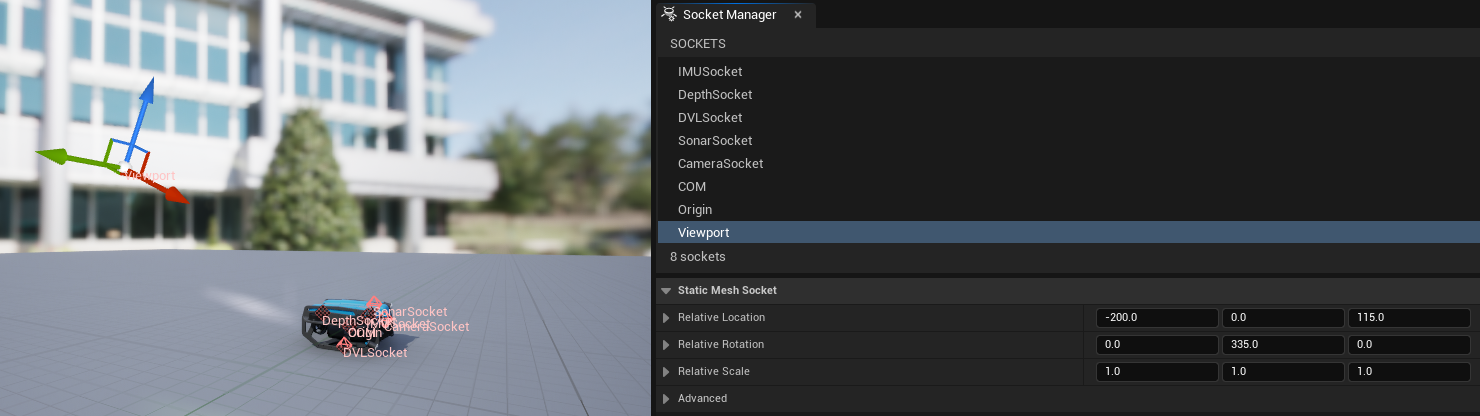 Viewport
SonarSocket
DepthSocket
IMUSocket
CameraSocket
COM
Origin
DVLSocket
Socket Manager
SOCKETS
IMUSocket
DepthSocket
DVLSocket
SonarSocket
CameraSocket
COM
Origin
Viewport
8 sockets
Static Mesh Socket
Relative Location -200.0 0.0 115.0
Relative Rotation 0.0 335.0 0.0
Relative Scale 1.0 1.0 1.0
Advanced